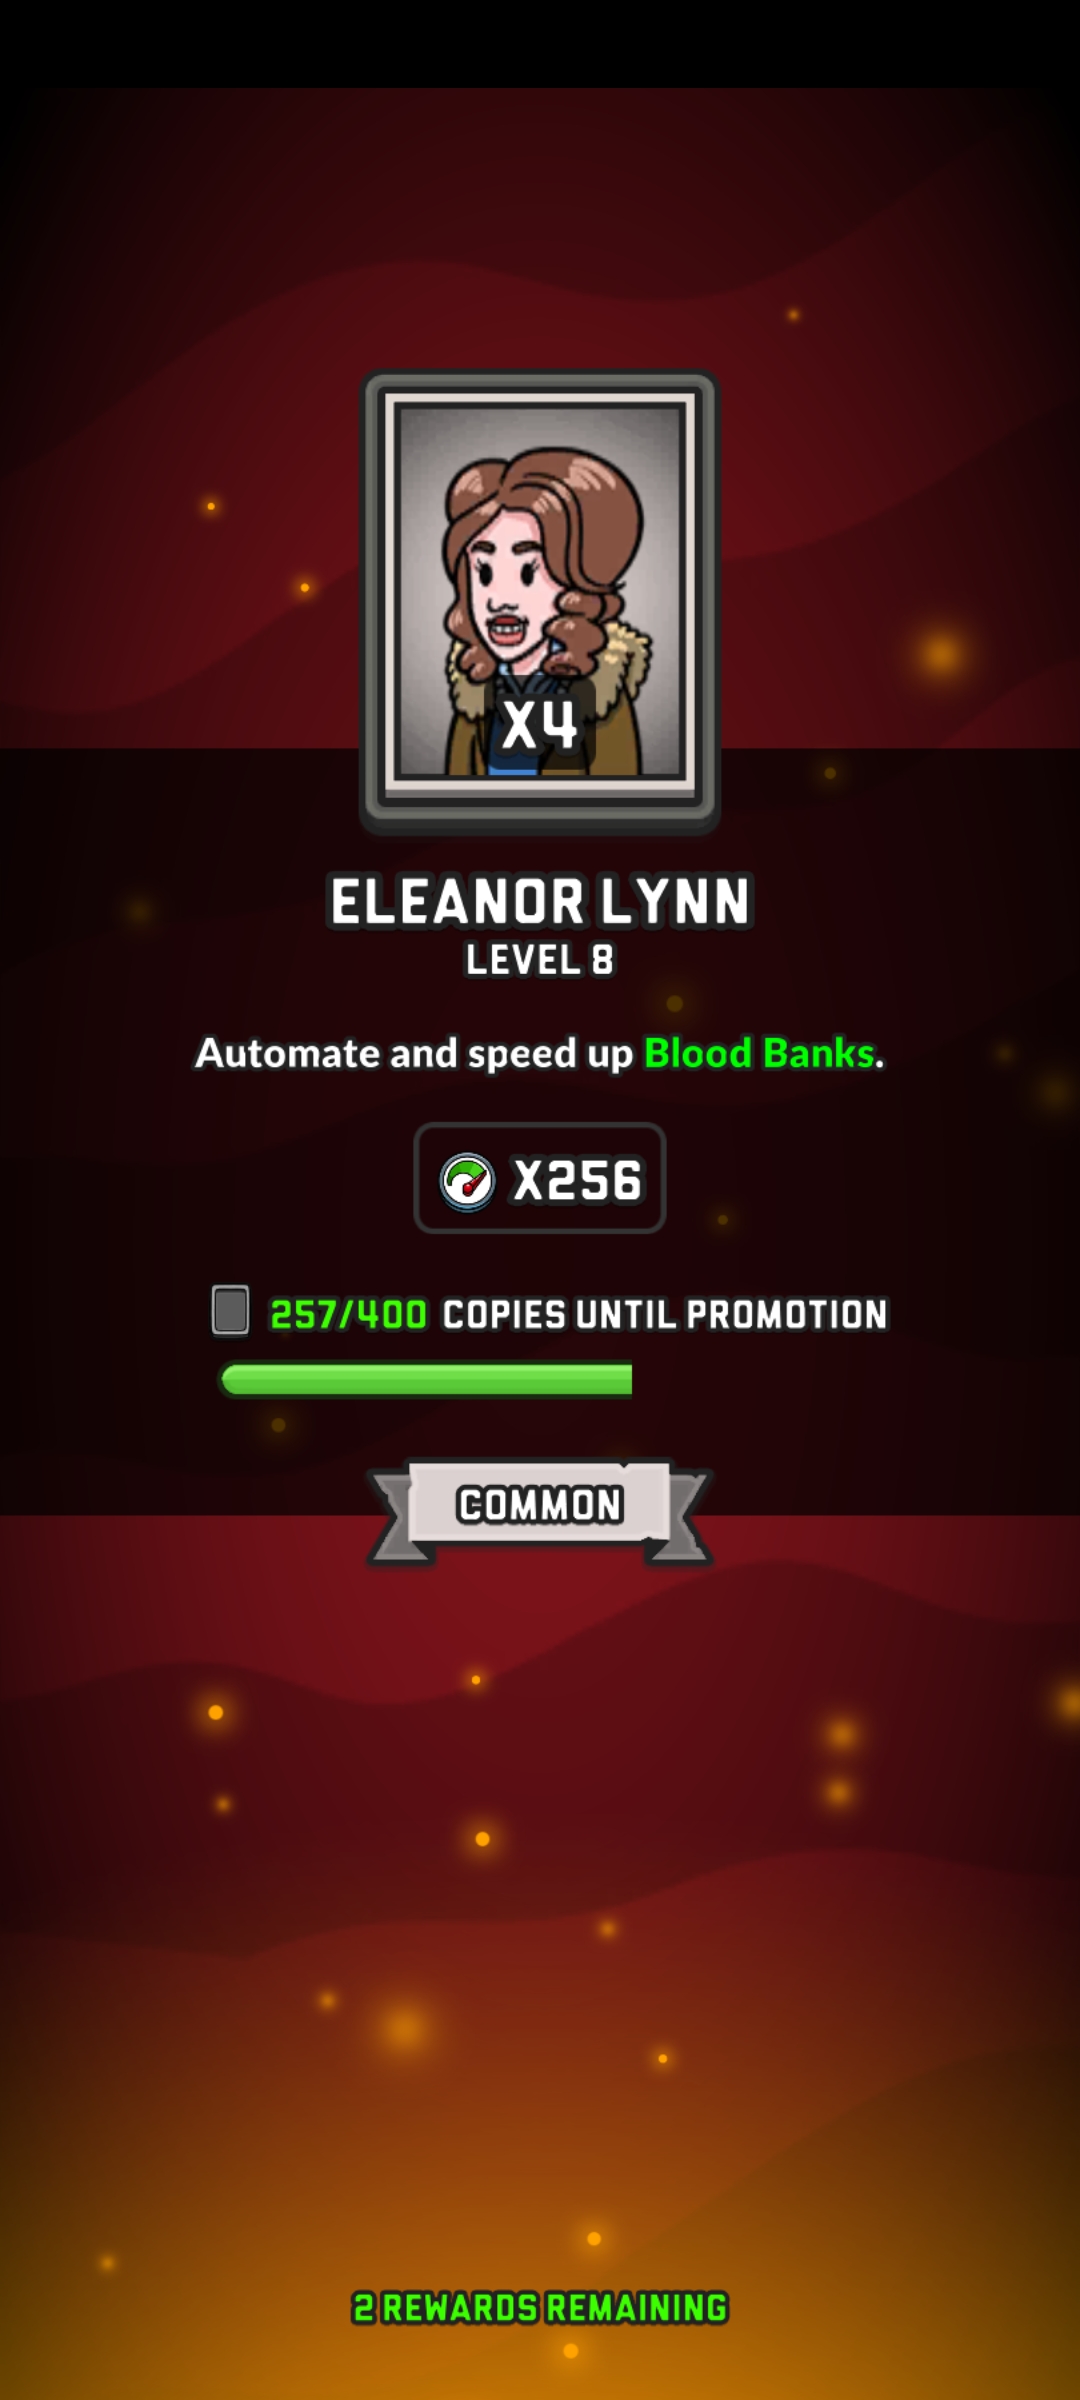 X4
ELEANOR LYNN
LEVEL 8
Automate and speed up Blood Banks.
X256
257/400 COPIES UNTIL PROMOTION
COMMON
2 REWARDS REMAINING